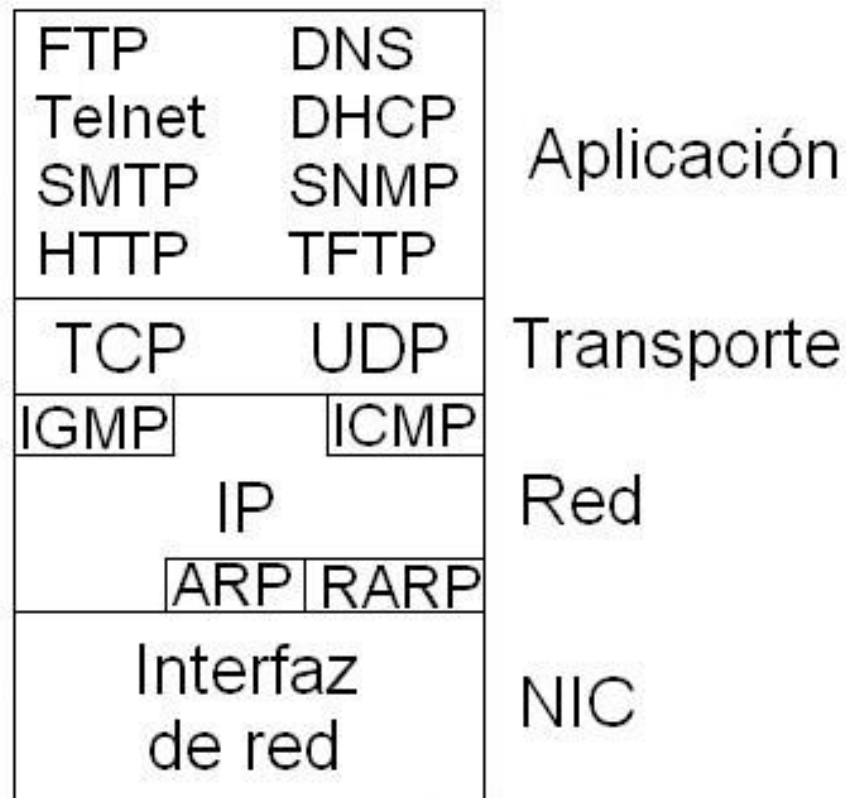 FTP DNS
Telnet DHCP
SMTP SNMP
HTTP TFTP
Aplicación
TCP UDP
Transporte
IGMP ICMP
IP
Red
ARP RARP
Interfaz
de red
NIC